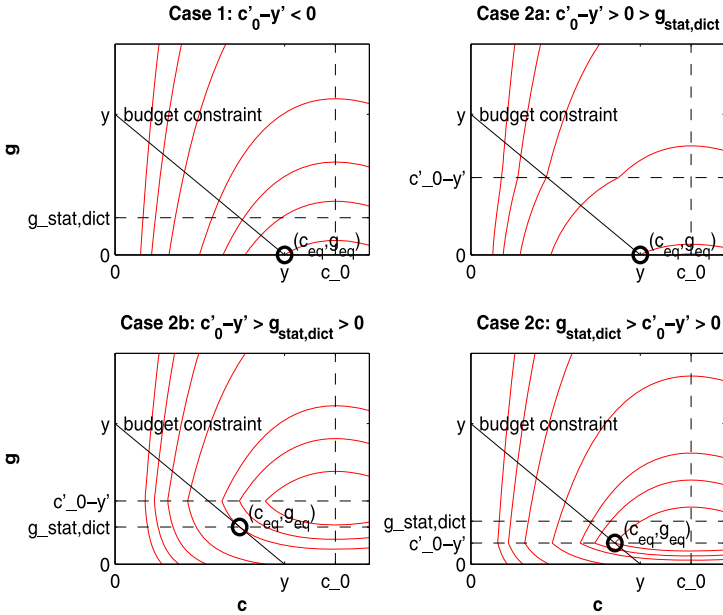 Case 1: c'0−y' < 0
Case 2a: c'0−y' > 0 > gstat,dict
g
y
budget constraint
g_stat,dict
(ceq,geq)
0
0
y
c_0
y
budget constraint
c'_0−y'
(ceq,geq)
0
0
y
c_0
Case 2b: c'0−y' > gstat,dict > 0
Case 2c: gstat,dict > c'0−y' > 0
g
y
budget constraint
c'_0−y'
(ceq,geq)
g_stat,dict
0
0
y
c_0
c
y
budget constraint
g_stat,dict
(ceq,geq)
c'_0−y'
0
0
y
c_0
c